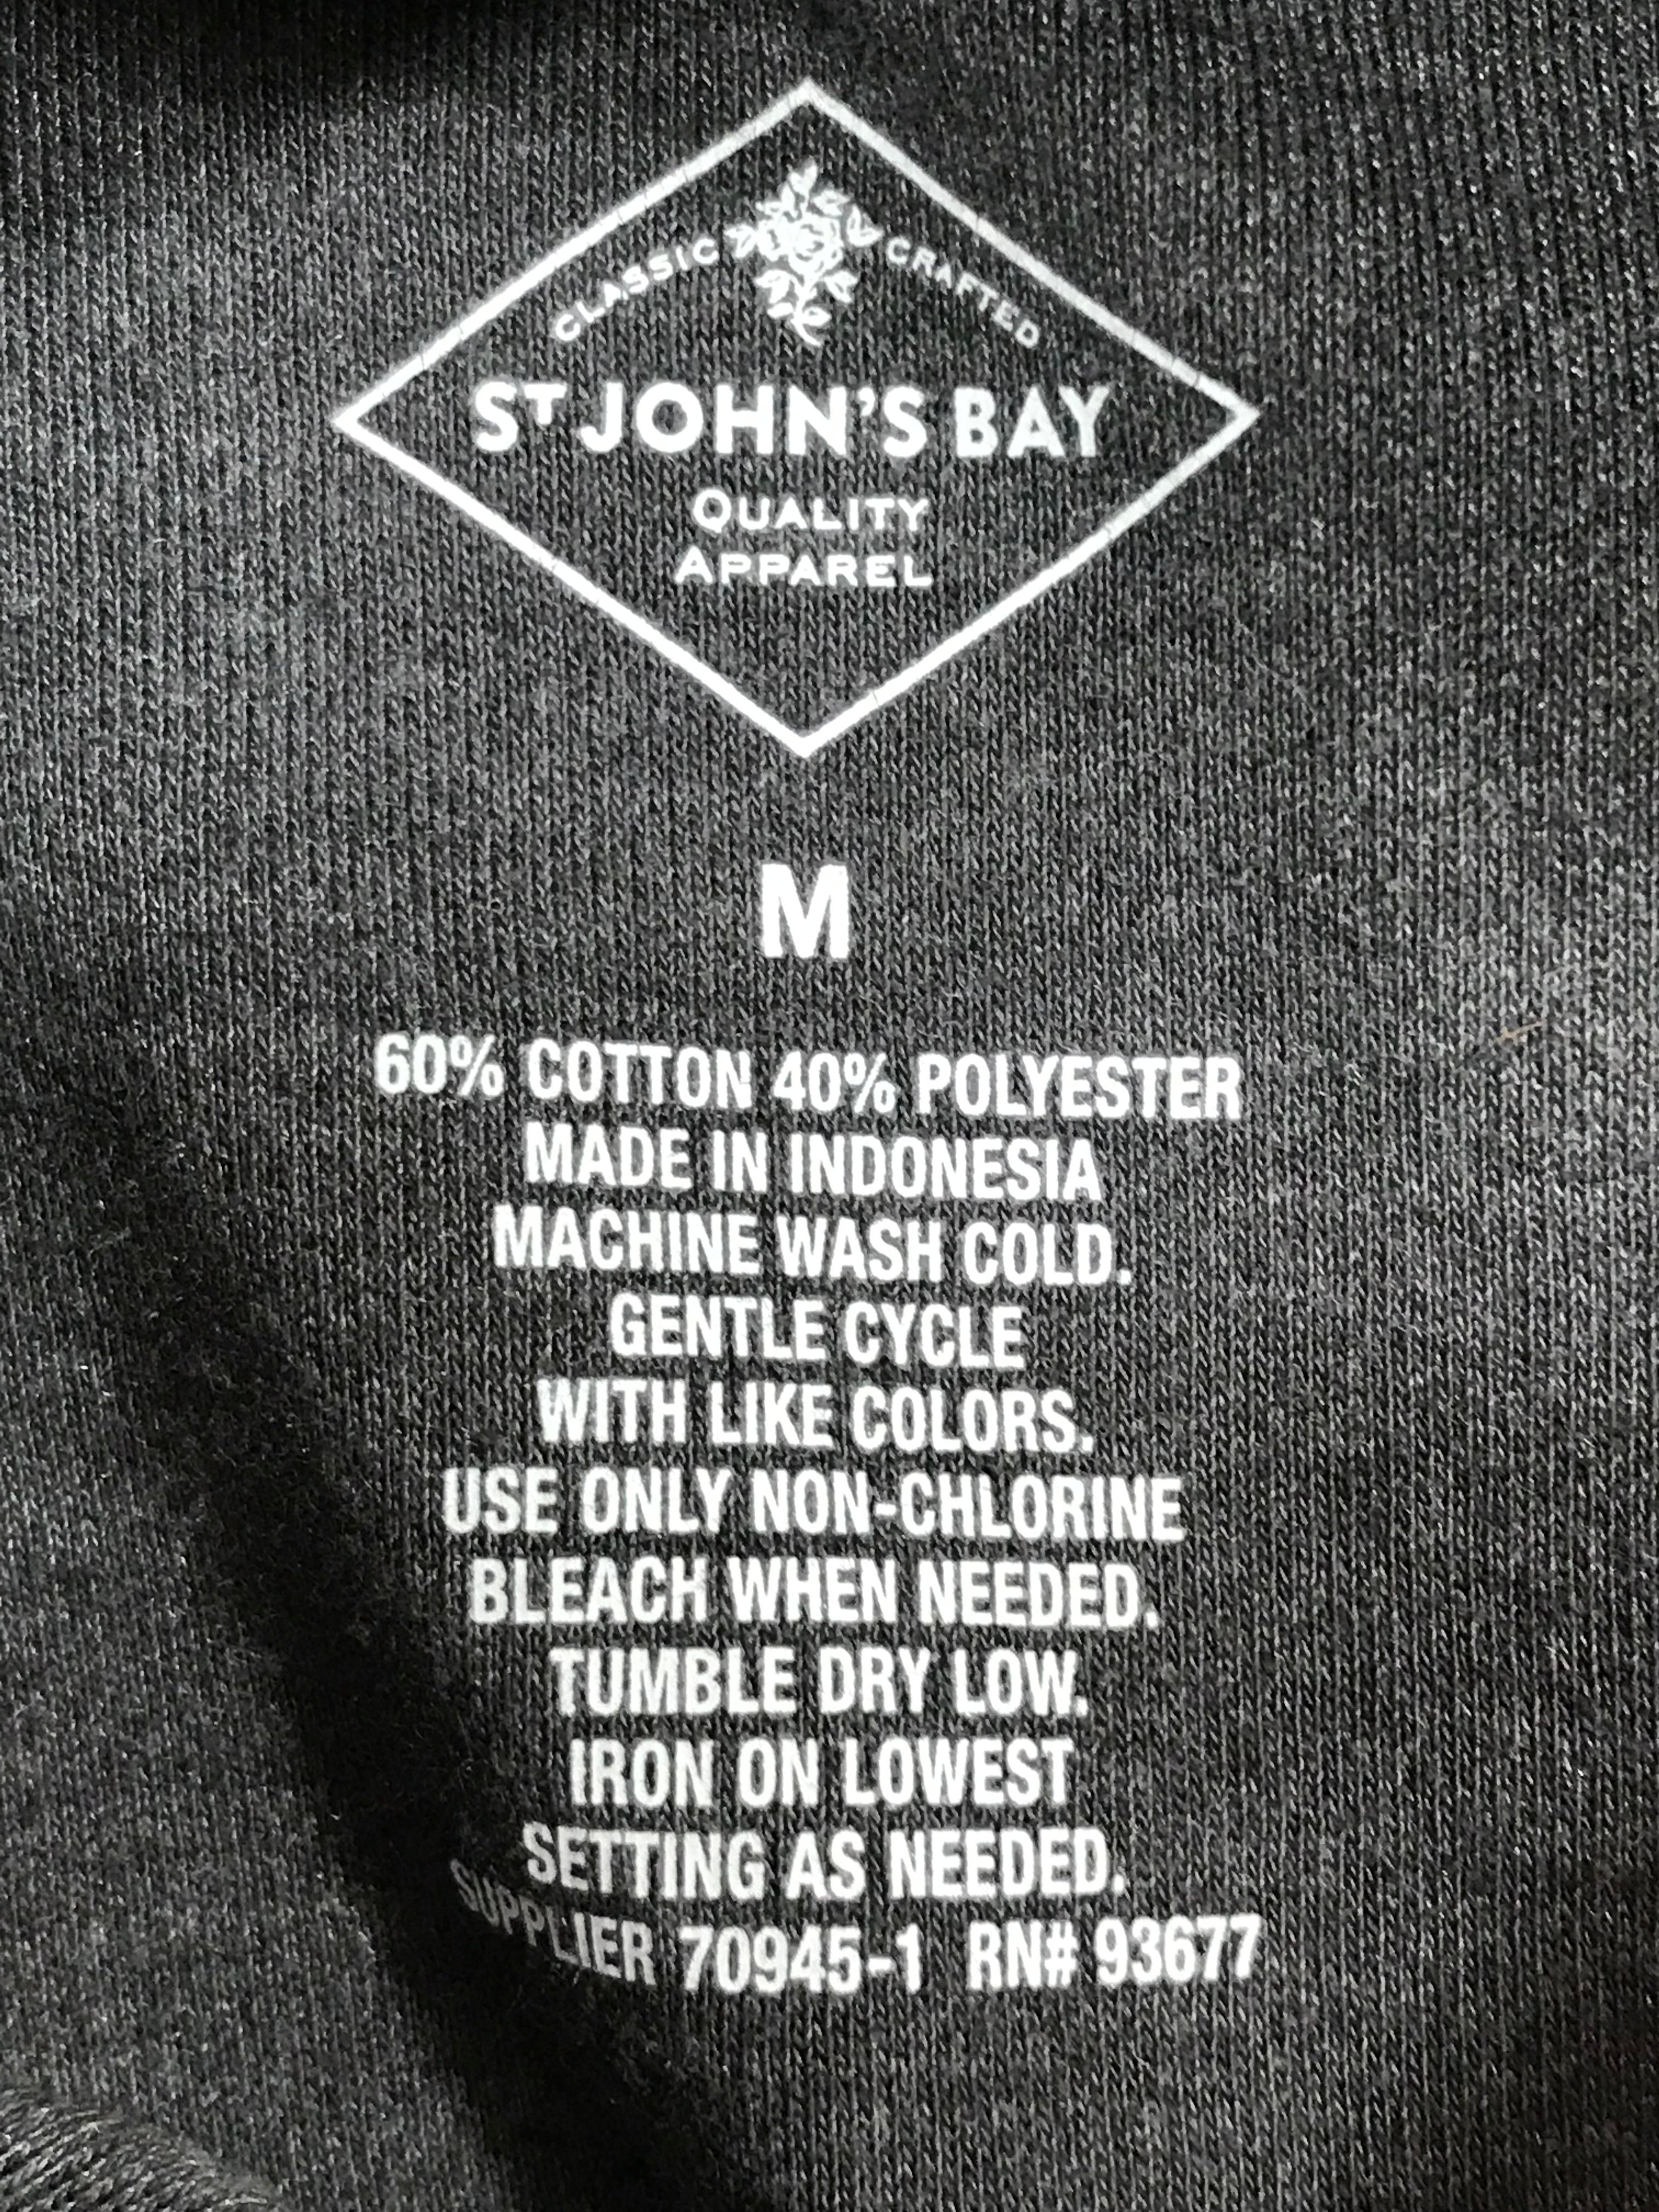 CLASSIC CRAFTED
ST JOHN'S BAY
QUALITY
APPAREL
M
60% COTTON 40% POLYESTER
MADE IN INDONESIA
MACHINE WASH COLD.
GENTLE CYCLE
WITH LIKE COLORS.
USE ONLY NON-CHLORINE
BLEACH WHEN NEEDED.
TUMBLE DRY LOW.
IRON ON LOWEST
SETTING AS NEEDED.
SUPPLIER 70945-1 RN# 93677